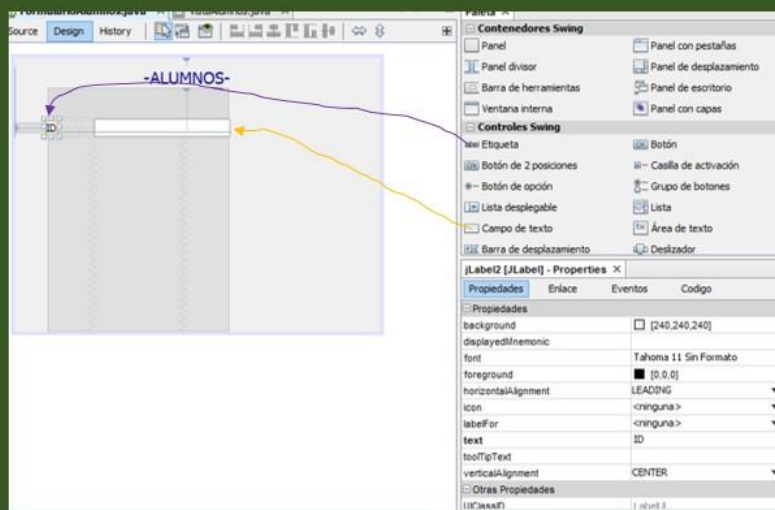 FormularioAlumnos.java
VistaAlumnos.java
Source Design History
-ALUMNOS-
ID
Paleta
Contenedores Swing
Panel Panel con pestañas
Panel divisor Panel de desplazamiento
Barra de herramientas Panel de escritorio
Ventana interna Panel con capas
Controles Swing
label Etiqueta OK Botón
Botón de 2 posiciones Casilla de activación
Botón de opción Grupo de botones
Lista desplegable Lista
Campo de texto Área de texto
Barra de desplazamiento Deslizador
jLabel2 [JLabel] - Properties
Propiedades Enlace Eventos Codigo
Propiedades
background [240,240,240]
displayedMnemonic
font Tahoma 11 Sin Formato
foreground [0,0,0]
horizontalAlignment LEADING
icon <ninguna>
labelFor <ninguna>
text ID
toolTipText
verticalAlignment CENTER
Otras Propiedades
UIClassID LabelUI